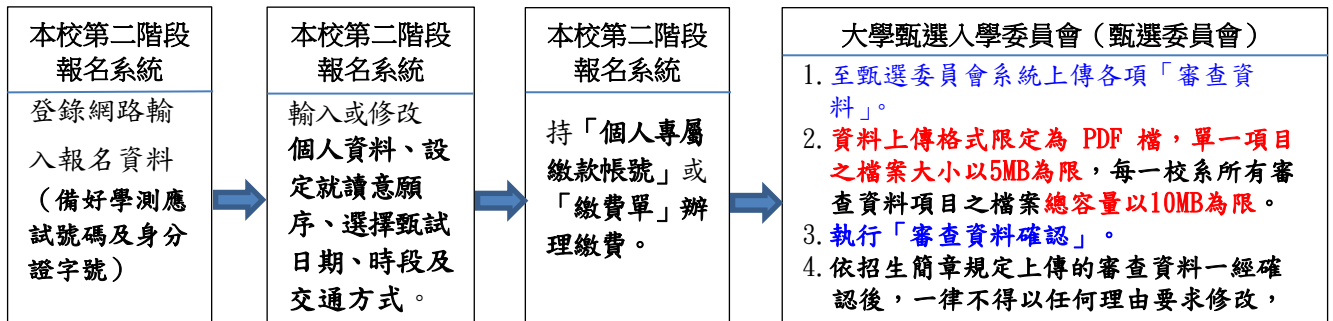 本校第二階段
報名系統
登錄網路輸
入報名資料
（備好學測應
試號碼及身分
證字號）
本校第二階段
報名系統
輸入或修改
個人資料、設
定就讀意願
序、選擇甄試
日期、時段及
交通方式。
本校第二階段
報名系統
持「個人專屬
繳款帳號」或
「繳費單」辦
理繳費。
大學甄選入學委員會（甄選委員會）
1.至甄選委員會系統上傳各項「審查資
料」。
2.資料上傳格式限定為 PDF 檔，單一項目
之檔案大小以5MB為限，每一校系所有審
查資料項目之檔案總容量以10MB為限。
3.執行「審查資料確認」。
4.依招生簡章規定上傳的審查資料一經確
認後，一律不得以任何理由要求修改，